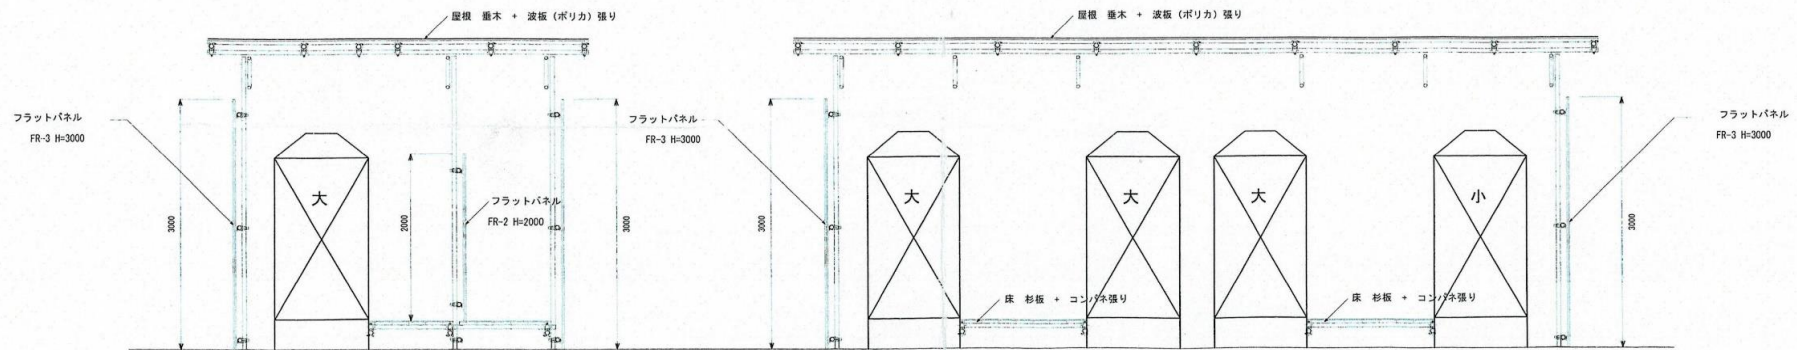 屋根 垂木 + 波板(ポリカ)張り
フラットパネル
FR-3 H=3000
3000
大
2000
フラットパネル
FR-2 H=2000
3000
屋根 垂木 + 波板(ポリカ)張り
フラットパネル
FR-3 H=3000
3000
大
大
大
小
床 杉板 + コンパネ張り
床 杉板 + コンパネ張り
フラットパネル
FR-3 H=3000
3000